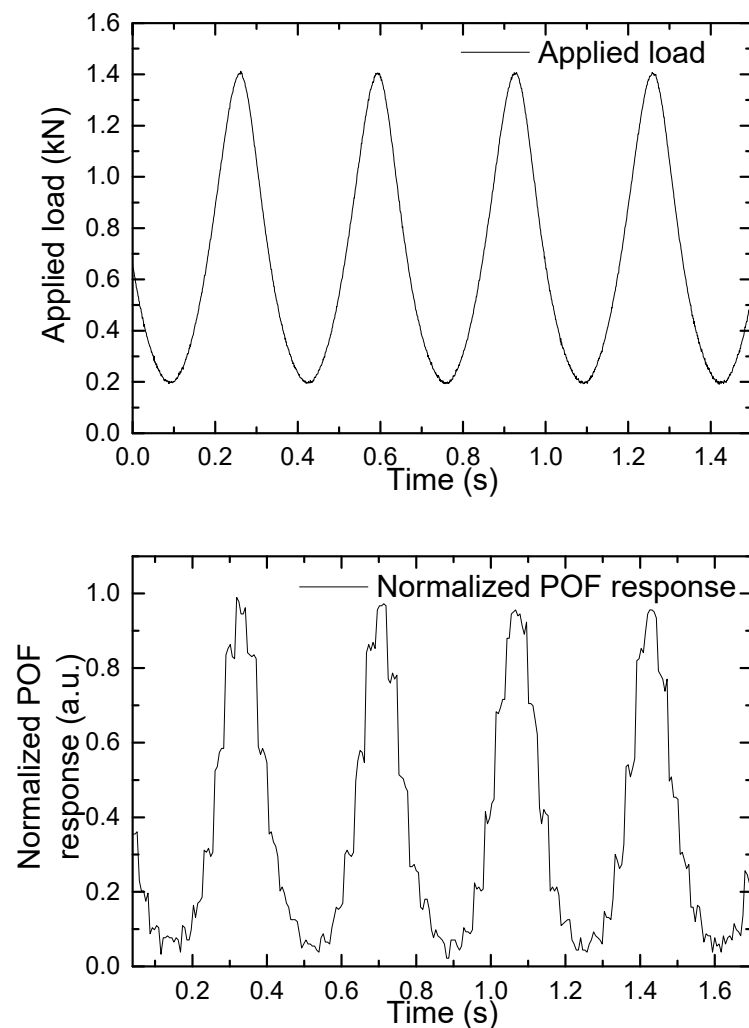 1.6
Applied load
1.4
1.2
1.0
0.8
0.6
0.4
0.2
0.0
Applied load (kN)
0.0 0.2 0.4 0.6 0.8 1.0 1.2 1.4
Time (s)
Normalized POF response
1.0
0.8
0.6
0.4
0.2
0.0
Normalized POF
response (a.u.)
0.2 0.4 0.6 0.8 1.0 1.2 1.4 1.6
Time (s)